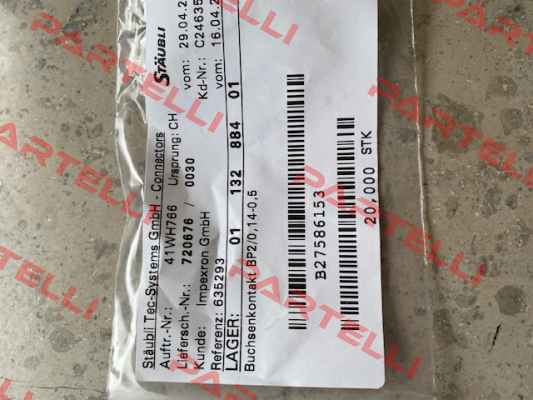 Stäubli Tec-Systems GmbH - Connectors
STÄUBLI
Auftr.-Nr.: 41WH766 Ursprung: CH vom: 29.04.2
Liefersch.-Nr.: 720676 / 0030 Kd-Nr.: C24635
Kunde: Impexron GmbH
Referenz: 635293 vom: 16.04.2
LAGER: 01 132 884 01
Buchsenkontakt BP2/0,14-0,5
B27586153
20,000 STK
PARTELLI
PARTELLI
PARTELLI
PARTELLI
PARTELLI